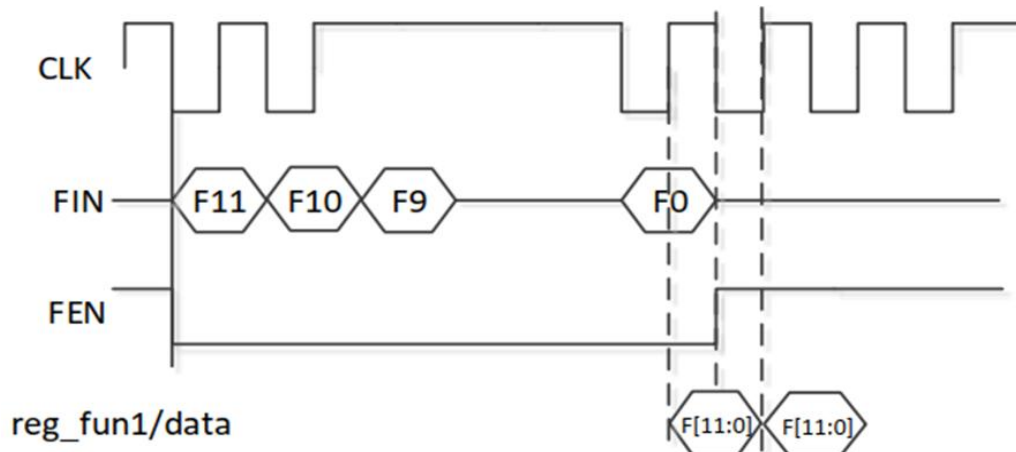 CLK
FIN F11 F10 F9 F0
FEN
reg_fun1/data F[11:0] F[11:0]